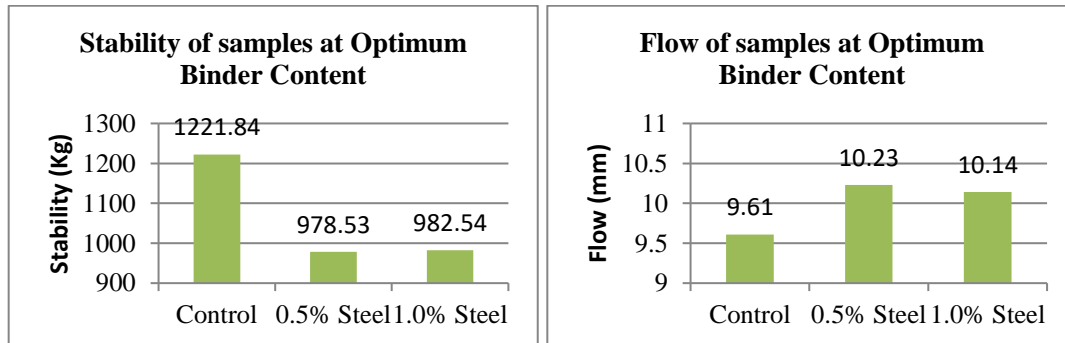 Stability of samples at Optimum
Binder Content
Stability (Kg)
1300
1200
1100
1000
900
1221.84
978.53
982.54
Control
0.5% Steel
1.0% Steel
Flow of samples at Optimum
Binder Content
Flow (mm)
11
10.5
10
9.5
9
9.61
10.23
10.14
Control
0.5% Steel
1.0% Steel